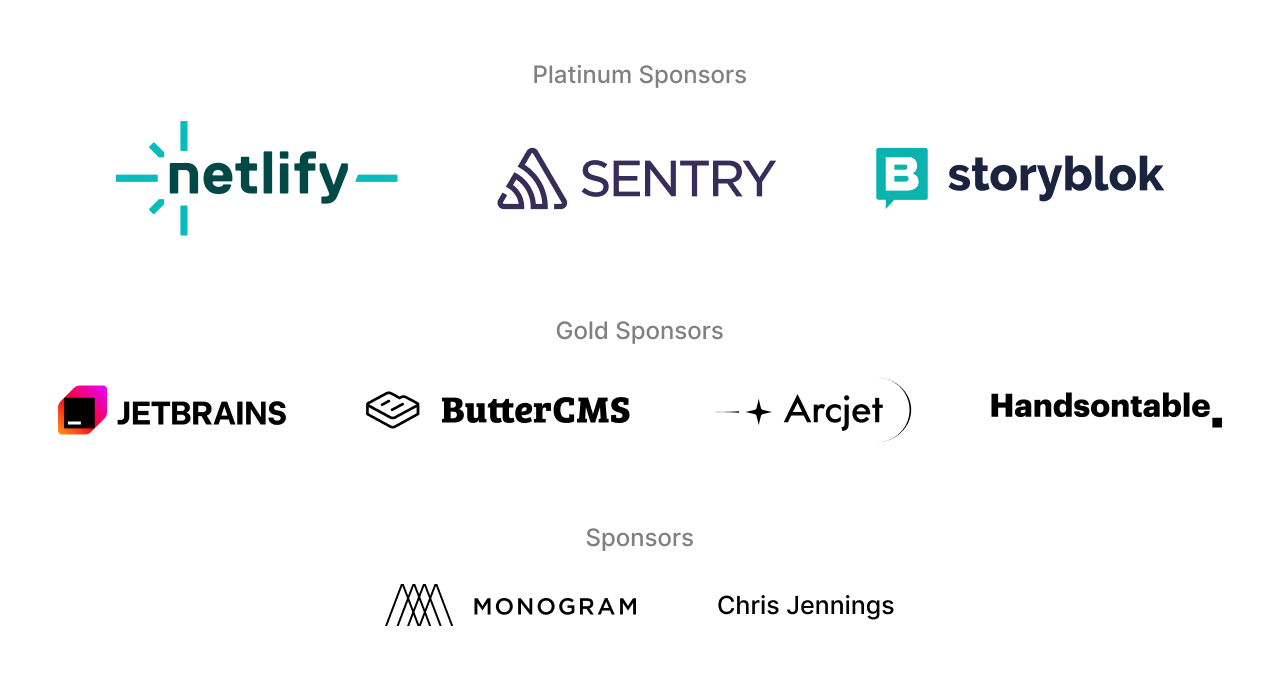 Platinum Sponsors
netlify
SENTRY
storyblok
Gold Sponsors
JETBRAINS
ButterCMS
Arcjet
Handsontable
Sponsors
MONOGRAM
Chris Jennings